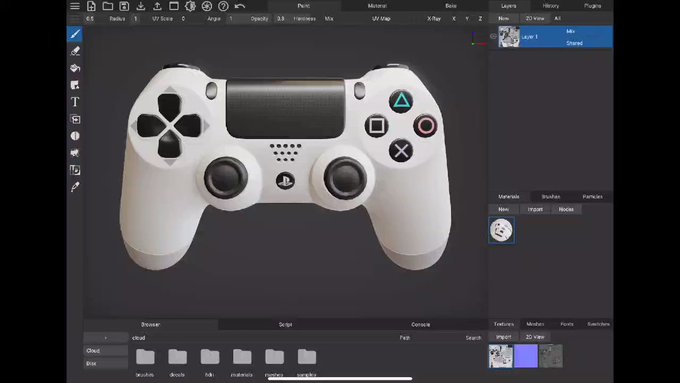 Paint Material Bake Layers History Plugins
0.5 Radius 1 UV Scale 0 Angle 1 Opacity 0.8 Hardness Mix UV Map X-Ray X Y Z New 2D View All
Layer 1 Mix
Shared
Materials Brushes Particles
New Import Nodes
Browser Script Console Textures Meshes Fonts Swatches
cloud Path Search Import 2D View
Cloud
Disk
brushes decals hdri materials meshes samples